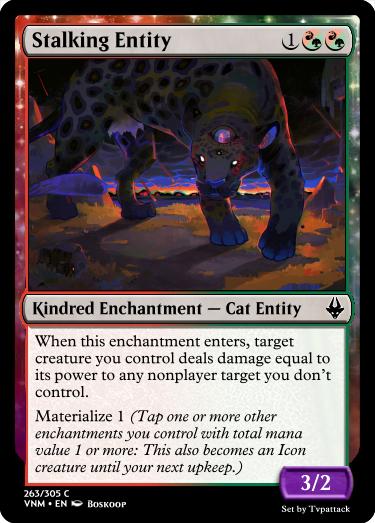 Stalking Entity 1
Kindred Enchantment — Cat Entity
When this enchantment enters, target
creature you control deals damage equal to
its power to any nonplayer target you don't
control.
Materialize 1 (Tap one or more other
enchantments you control with total mana
value 1 or more: This also becomes an Icon
creature until your next upkeep.)
3/2
263/305 C
VNM • EN Boskoop
Set by Tvpattack